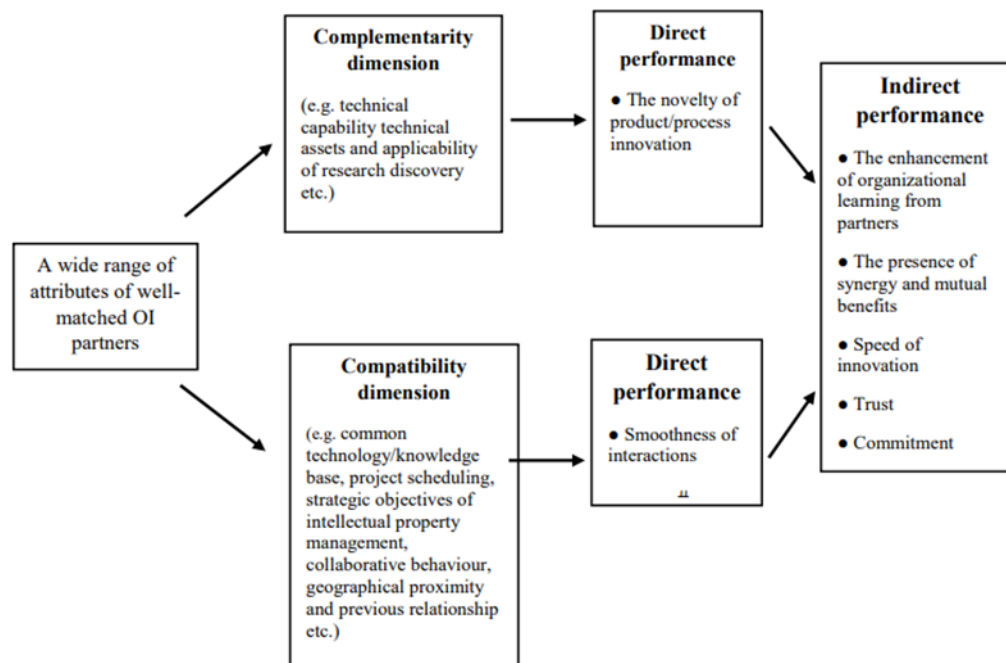 A wide range of
attributes of well-
matched OI
partners
Complementarity
dimension
(e.g. technical
capability technical
assets and applicability
of research discovery
etc.)
Direct
performance
● The novelty of
product/process
innovation
Compatibility
dimension
(e.g. common
technology/knowledge
base, project scheduling,
strategic objectives of
intellectual property
management,
collaborative behaviour,
geographical proximity
and previous relationship
etc.)
Direct
performance
● Smoothness of
interactions
Indirect
performance
● The enhancement
of organizational
learning from
partners
● The presence of
synergy and mutual
benefits
● Speed of
innovation
● Trust
● Commitment